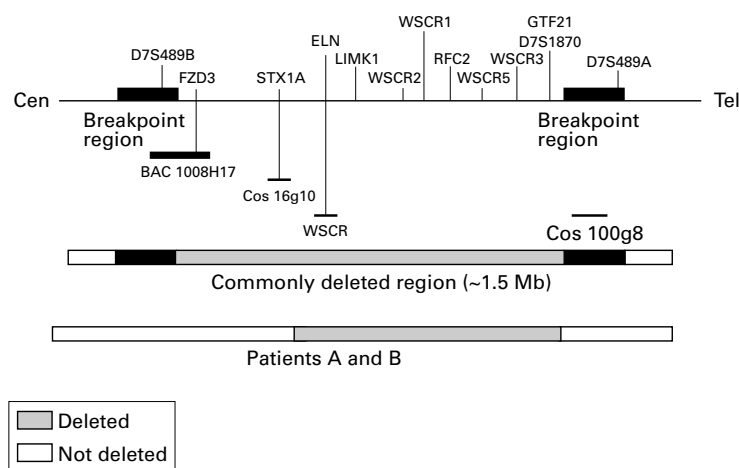 WSCR1
GTF21
ELN
D7S1870
D7S489B
LIMK1
RFC2
WSCR3
D7S489A
FZD3
STX1A
WSCR2
WSCR5
Cen
Tel
Breakpoint
region
Breakpoint
region
BAC 1008H17
Cos 16g10
WSCR
Cos 100g8
Commonly deleted region (~1.5 Mb)
Patients A and B
Deleted
Not deleted